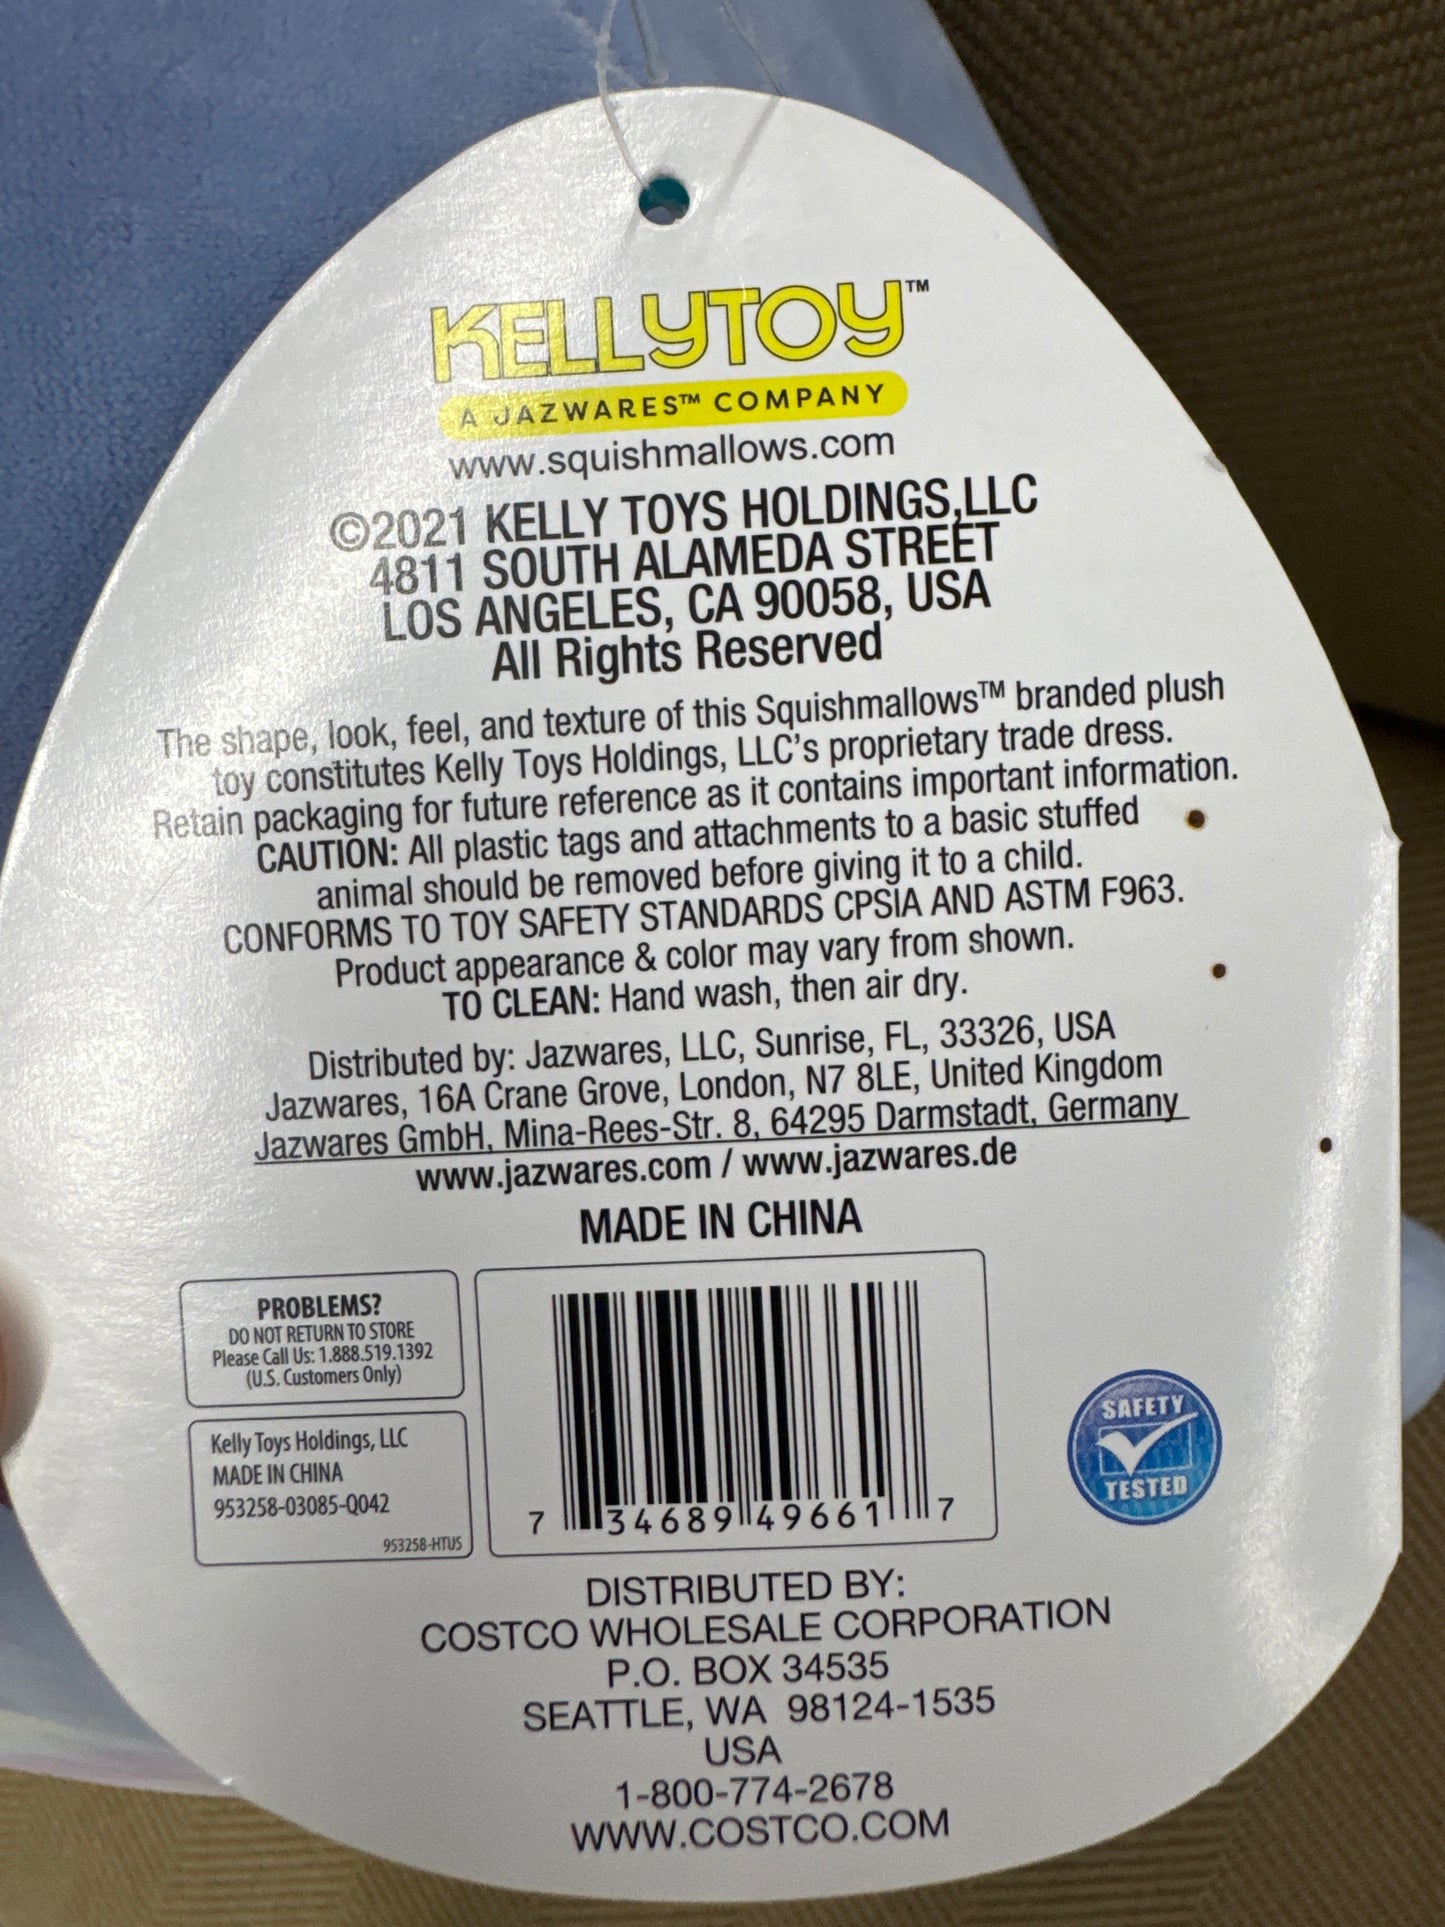 KELLYTOY™
A JAZWARES™ COMPANY
www.squishmallows.com
©2021 KELLY TOYS HOLDINGS,LLC
4811 SOUTH ALAMEDA STREET
LOS ANGELES, CA 90058, USA
All Rights Reserved
The shape, look, feel, and texture of this Squishmallows™ branded plush
toy constitutes Kelly Toys Holdings, LLC's proprietary trade dress.
Retain packaging for future reference as it contains important information.
CAUTION: All plastic tags and attachments to a basic stuffed
animal should be removed before giving it to a child.
CONFORMS TO TOY SAFETY STANDARDS CPSIA AND ASTM F963.
Product appearance & color may vary from shown.
TO CLEAN: Hand wash, then air dry.
Distributed by: Jazwares, LLC, Sunrise, FL, 33326, USA
Jazwares, 16A Crane Grove, London, N7 8LE, United Kingdom
Jazwares GmbH, Mina-Rees-Str. 8, 64295 Darmstadt, Germany
www.jazwares.com / www.jazwares.de
MADE IN CHINA
PROBLEMS?
DO NOT RETURN TO STORE
Please Call Us: 1.888.519.1392
(U.S. Customers Only)
Kelly Toys Holdings, LLC
MADE IN CHINA
953258-03085-Q042
953258-HTUS
7 34689 49661 7
SAFETY
TESTED
DISTRIBUTED BY:
COSTCO WHOLESALE CORPORATION
P.O. BOX 34535
SEATTLE, WA 98124-1535
USA
1-800-774-2678
WWW.COSTCO.COM